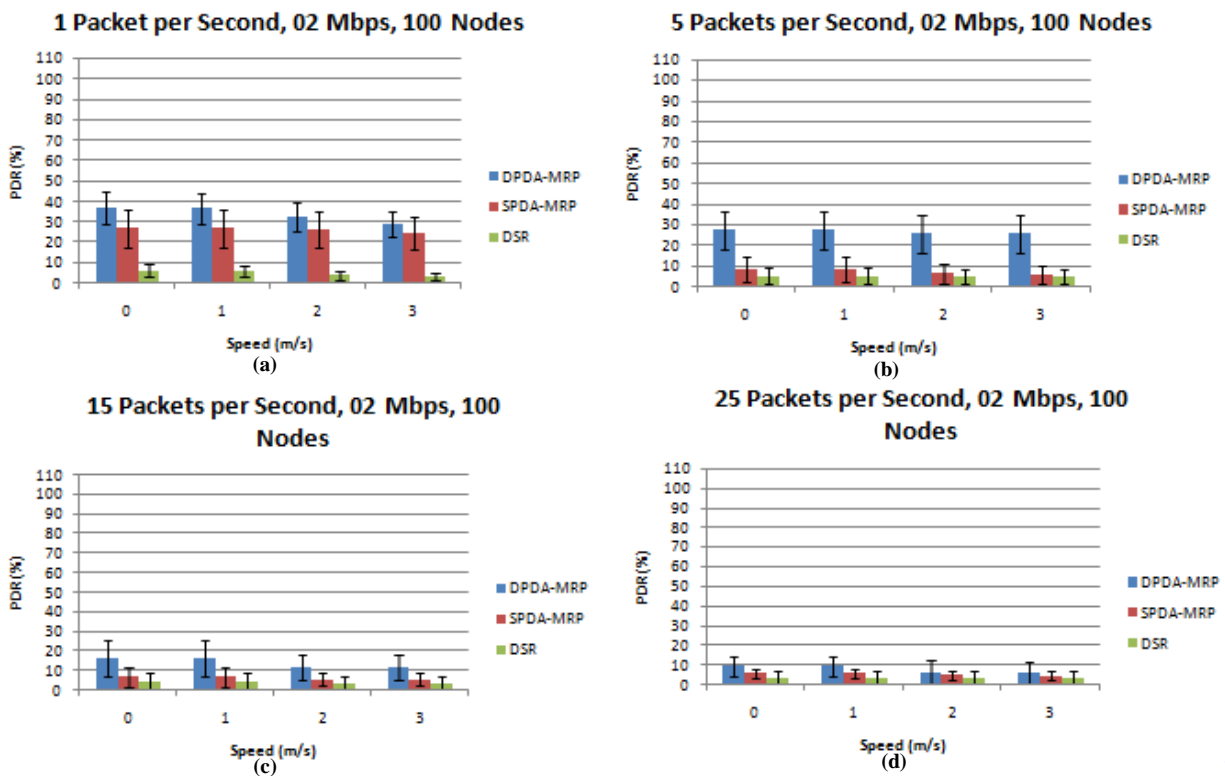 1 Packet per Second, 02 Mbps, 100 Nodes
110
100
90
80
70
60
50
40
30
20
10
0
PDR(%)
0 1 2 3
Speed (m/s)
DPDA-MRP
SPDA-MRP
DSR
(a)
5 Packets per Second, 02 Mbps, 100 Nodes
110
100
90
80
70
60
50
40
30
20
10
0
PDR(%)
0 1 2 3
Speed (m/s)
DPDA-MRP
SPDA-MRP
DSR
(b)
15 Packets per Second, 02 Mbps, 100
Nodes
110
100
90
80
70
60
50
40
30
20
10
0
PDR(%)
0 1 2 3
Speed (m/s)
DPDA-MRP
SPDA-MRP
DSR
(c)
25 Packets per Second, 02 Mbps, 100
Nodes
110
100
90
80
70
60
50
40
30
20
10
0
PDR(%)
0 1 2 3
Speed (m/s)
DPDA-MRP
SPDA-MRP
DSR
(d)